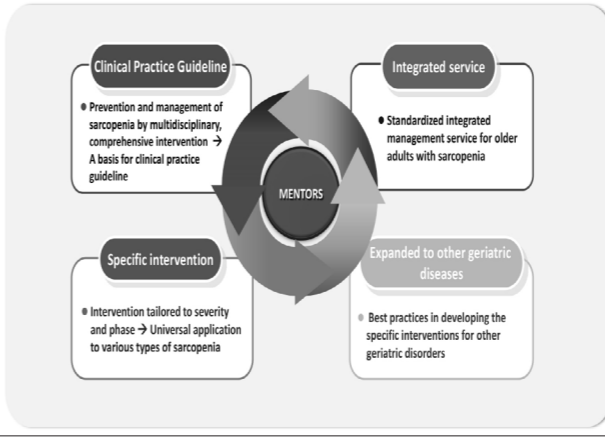 Clinical Practice Guideline
• Prevention and management of
sarcopenia by multidisciplinary,
comprehensive intervention →
A basis for clinical practice
guideline
Integrated service
• Standardized integrated
management service for older
adults with sarcopenia
MENTORS
Specific intervention
• Intervention tailored to severity
and phase → Universal application
to various types of sarcopenia
Expanded to other geriatric
diseases
• Best practices in developing the
specific interventions for other
geriatric disorders